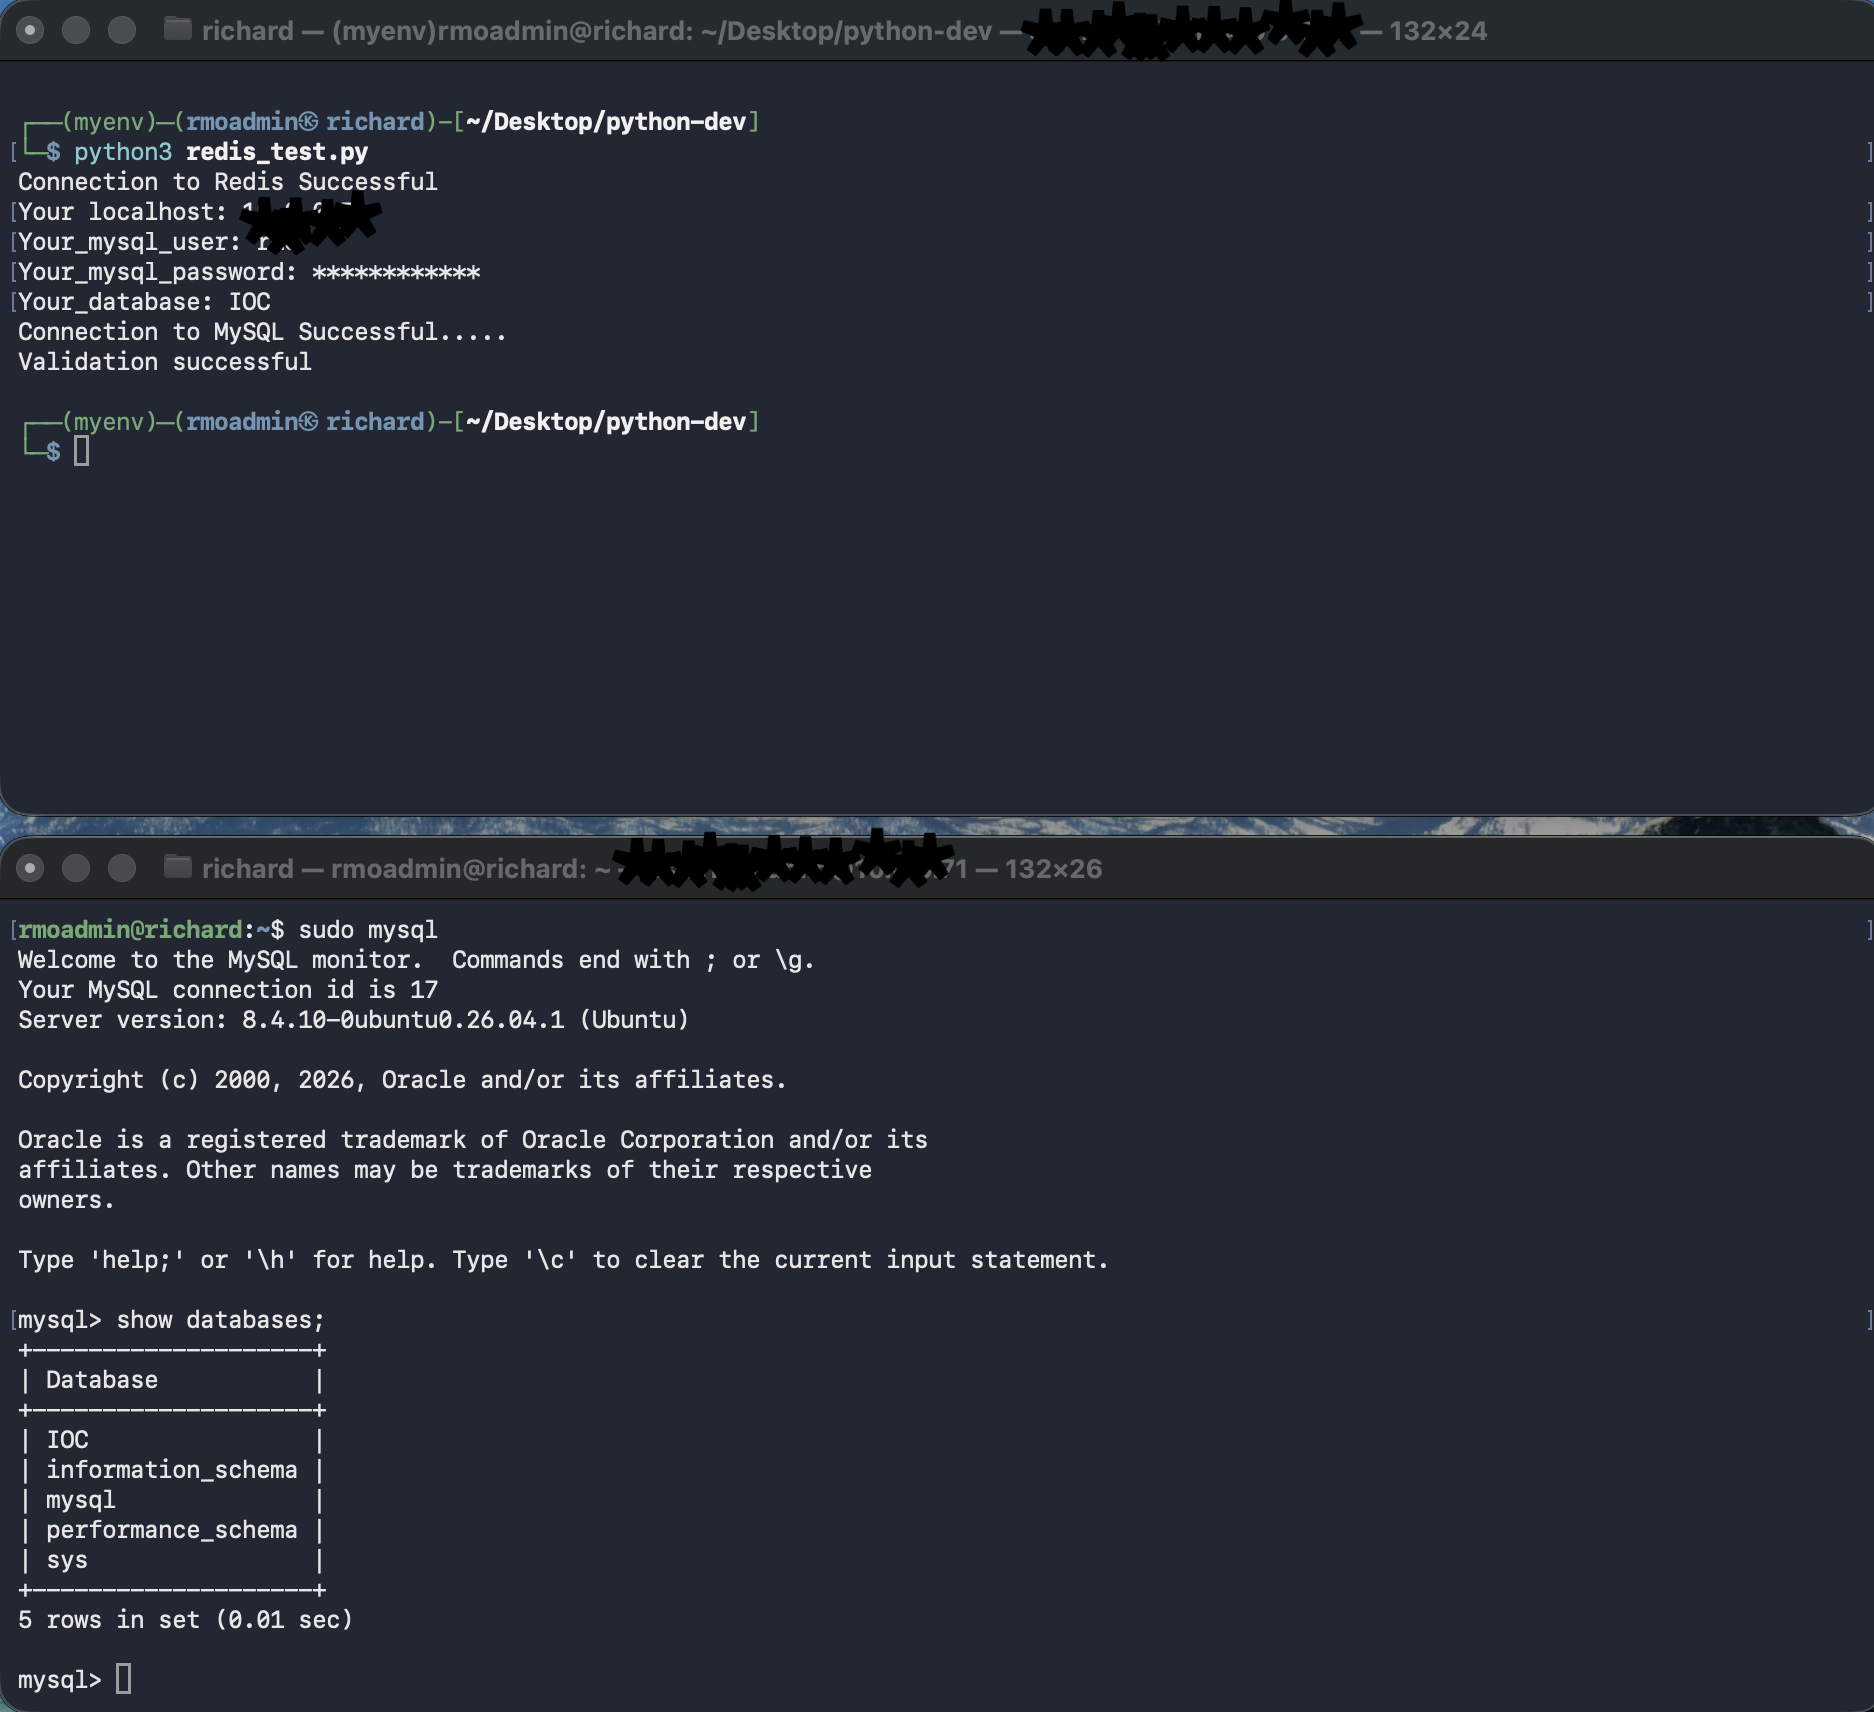 richard — (myenv)rmoadmin@richard: ~/Desktop/python-dev — — 132×24
┌──(myenv)─(rmoadmin㉿ richard)-[~/Desktop/python-dev]
└─$ python3 redis_test.py
Connection to Redis Successful
Your localhost:
Your_mysql_user:
Your_mysql_password: ************
Your_database: IOC
Connection to MySQL Successful.....
Validation successful
┌──(myenv)─(rmoadmin㉿ richard)-[~/Desktop/python-dev]
└─$
richard — rmoadmin@richard: ~ — 132×26
rmoadmin@richard:~$ sudo mysql
Welcome to the MySQL monitor.  Commands end with ; or \g.
Your MySQL connection id is 17
Server version: 8.4.10-0ubuntu0.26.04.1 (Ubuntu)
Copyright (c) 2000, 2026, Oracle and/or its affiliates.
Oracle is a registered trademark of Oracle Corporation and/or its
affiliates. Other names may be trademarks of their respective
owners.
Type 'help;' or '\h' for help. Type '\c' to clear the current input statement.
mysql> show databases;
+--------------------+
| Database           |
+--------------------+
| IOC                |
| information_schema |
| mysql              |
| performance_schema |
| sys                |
+--------------------+
5 rows in set (0.01 sec)
mysql>